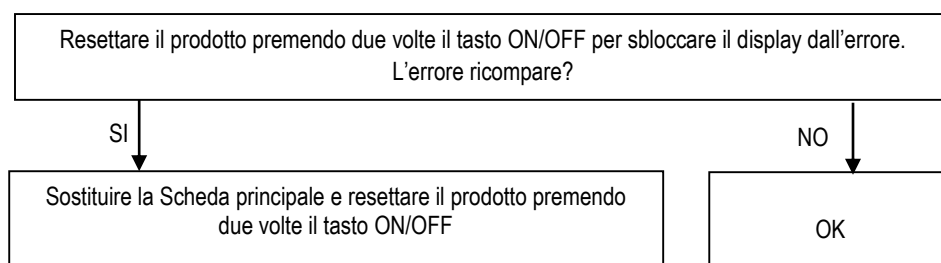 Resettare il prodotto premendo due volte il tasto ON/OFF per sbloccare il display dall'errore.
L'errore ricompare?
SI
NO
Sostituire la Scheda principale e resettare il prodotto premendo
due volte il tasto ON/OFF
OK